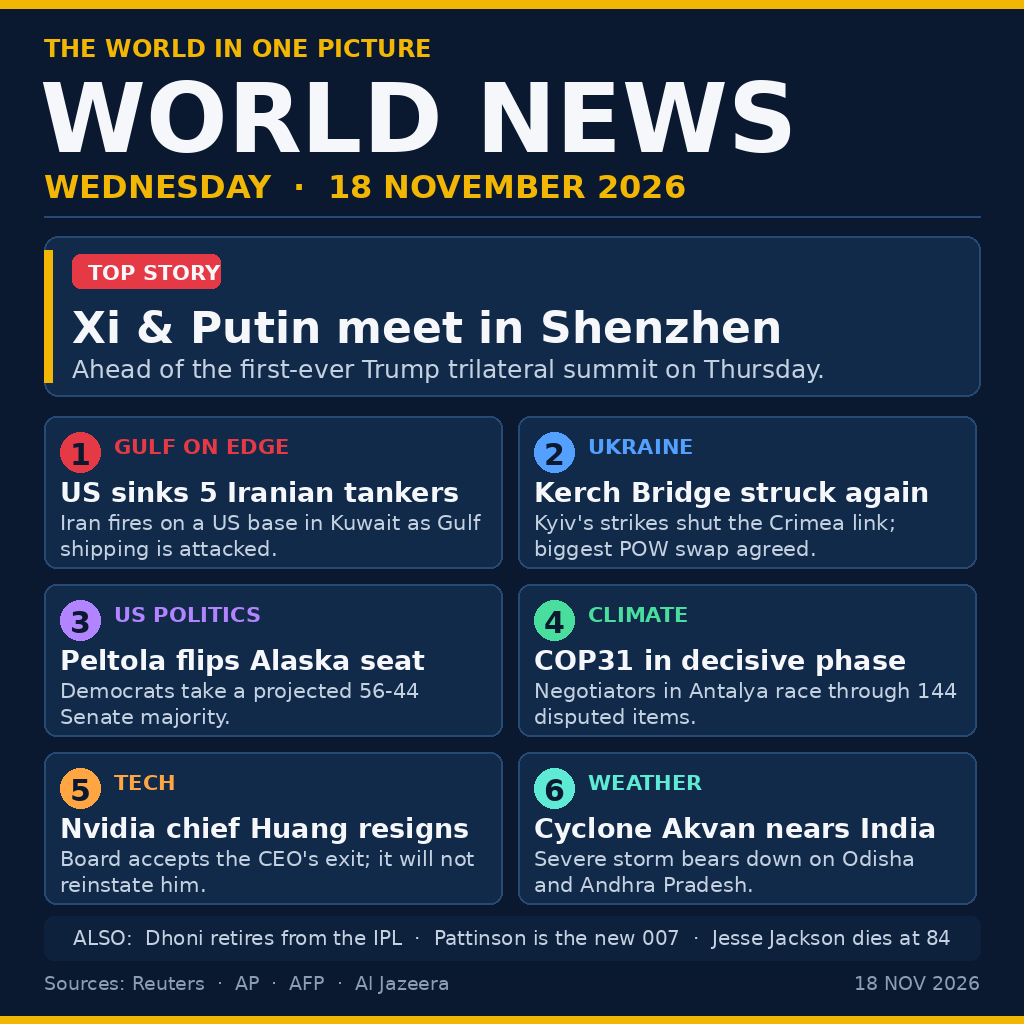 THE WORLD IN ONE PICTURE
WORLD NEWS
WEDNESDAY · 18 NOVEMBER 2026
TOP STORY
Xi & Putin meet in Shenzhen
Ahead of the first-ever Trump trilateral summit on Thursday.
1 GULF ON EDGE
US sinks 5 Iranian tankers
Iran fires on a US base in Kuwait as Gulf
shipping is attacked.
2 UKRAINE
Kerch Bridge struck again
Kyiv's strikes shut the Crimea link;
biggest POW swap agreed.
3 US POLITICS
Peltola flips Alaska seat
Democrats take a projected 56-44
Senate majority.
4 CLIMATE
COP31 in decisive phase
Negotiators in Antalya race through 144
disputed items.
5 TECH
Nvidia chief Huang resigns
Board accepts the CEO's exit; it will not
reinstate him.
6 WEATHER
Cyclone Akvan nears India
Severe storm bears down on Odisha
and Andhra Pradesh.
ALSO: Dhoni retires from the IPL · Pattinson is the new 007 · Jesse Jackson dies at 84
Sources: Reuters · AP · AFP · Al Jazeera
18 NOV 2026